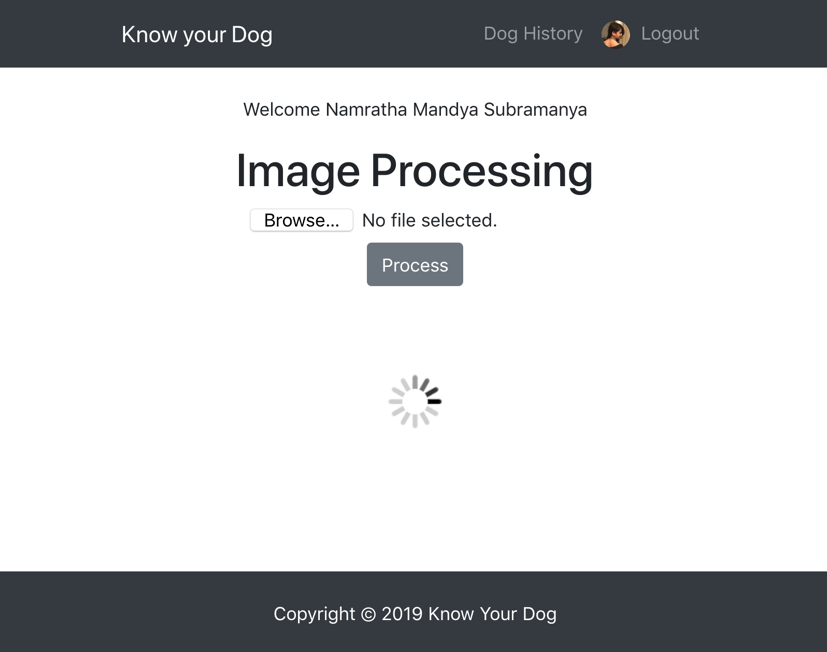 Know your Dog Dog History Logout
Welcome Namratha Mandya Subramanya
Image Processing
Browse... No file selected.
Process
Copyright © 2019 Know Your Dog